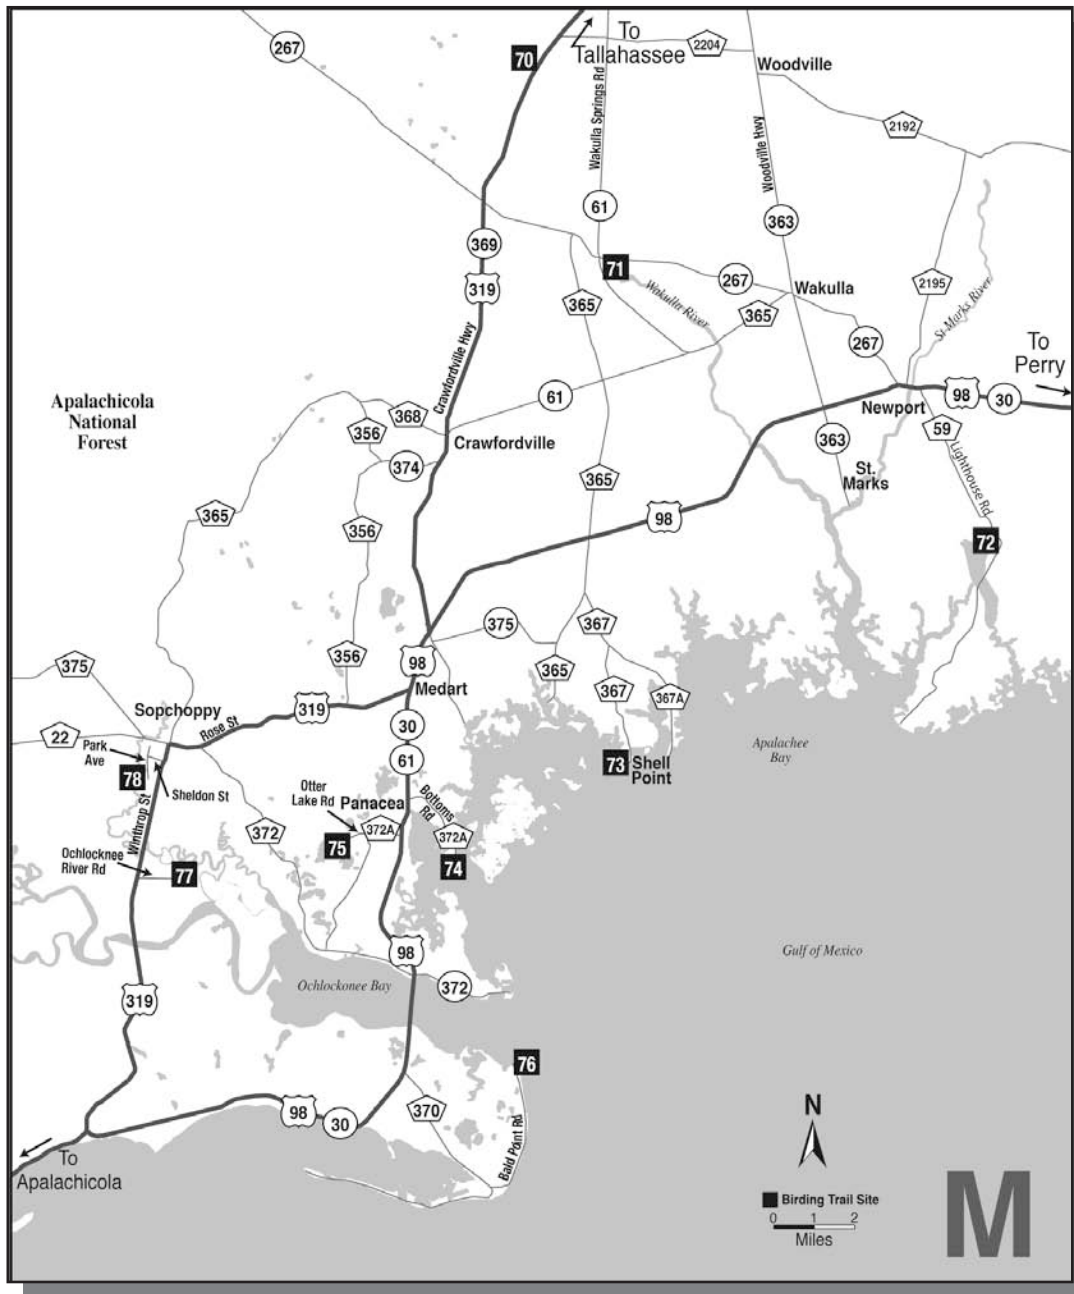 To
Tallahassee
267
70
2204
Woodville
Wakulla Springs Rd
2192
Woodville Hwy
61
363
369
71
319
365
Wakulla River
267
Wakulla
365
2195
St Marks River
267
To
Perry
Crawfordville Hwy
Apalachicola
National
Forest
368
61
98
30
Newport
356
Crawfordville
374
363
59
St.
Marks
Lighthouse Rd
365
365
356
98
72
375
367
356
98
365
375
367
367A
Medart
Sopchoppy
319
Rose St
30
22
Park
Ave
61
Apalachee
Bay
73
Shell
Point
78
Sheldon St
Otter
Lake Rd
Panacea
Bottoms
Rd
Winthrop St
372
372A
372A
75
74
Ochlocknee
River Rd
77
98
Gulf of Mexico
Ochlockonee Bay
372
319
76
98
370
30
Bald Point Rd
N
To
Apalachicola
Birding Trail Site
0 1 2
Miles
M